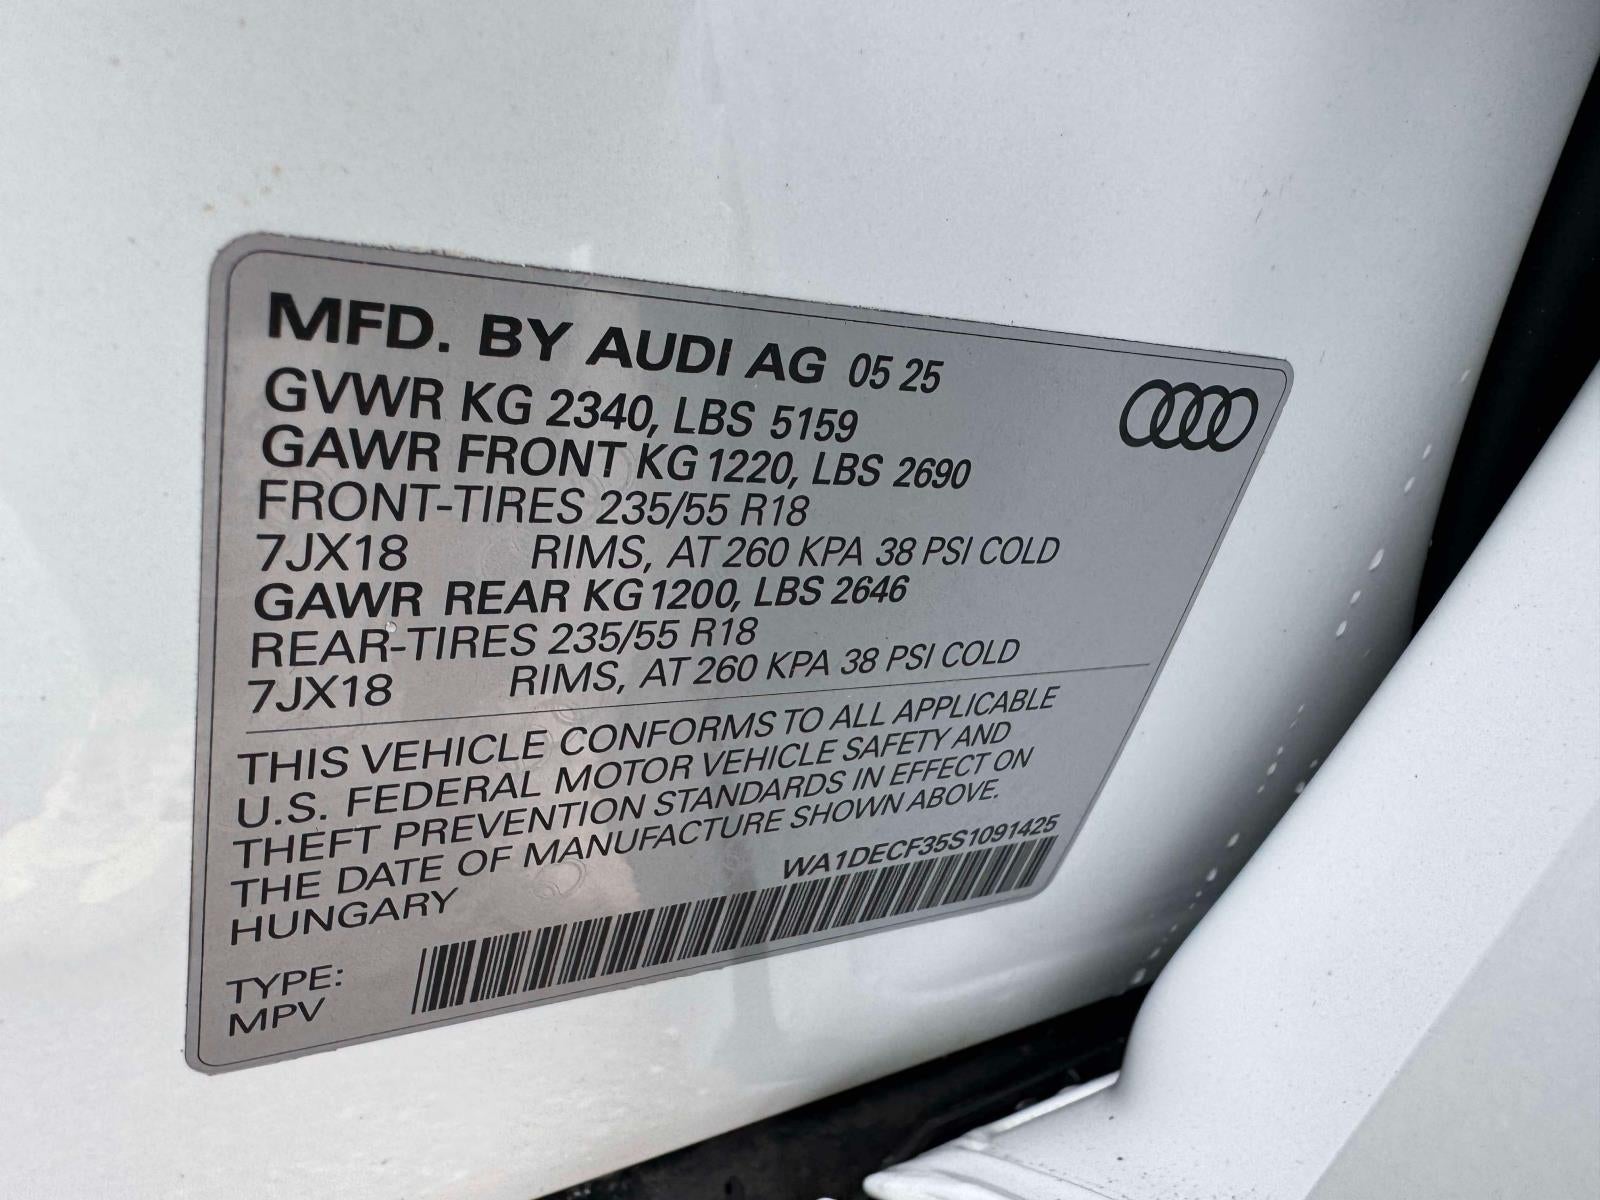 MFD. BY AUDI AG 05 25
GVWR KG 2340, LBS 5159
GAWR FRONT KG 1220, LBS 2690
FRONT-TIRES 235/55 R18
7JX18 RIMS, AT 260 KPA 38 PSI COLD
GAWR REAR KG 1200, LBS 2646
REAR-TIRES 235/55 R18
7JX18 RIMS, AT 260 KPA 38 PSI COLD
THIS VEHICLE CONFORMS TO ALL APPLICABLE
U.S. FEDERAL MOTOR VEHICLE SAFETY AND
THEFT PREVENTION STANDARDS IN EFFECT ON
THE DATE OF MANUFACTURE SHOWN ABOVE.
HUNGARY WA1DECF35S1091425
TYPE:
MPV